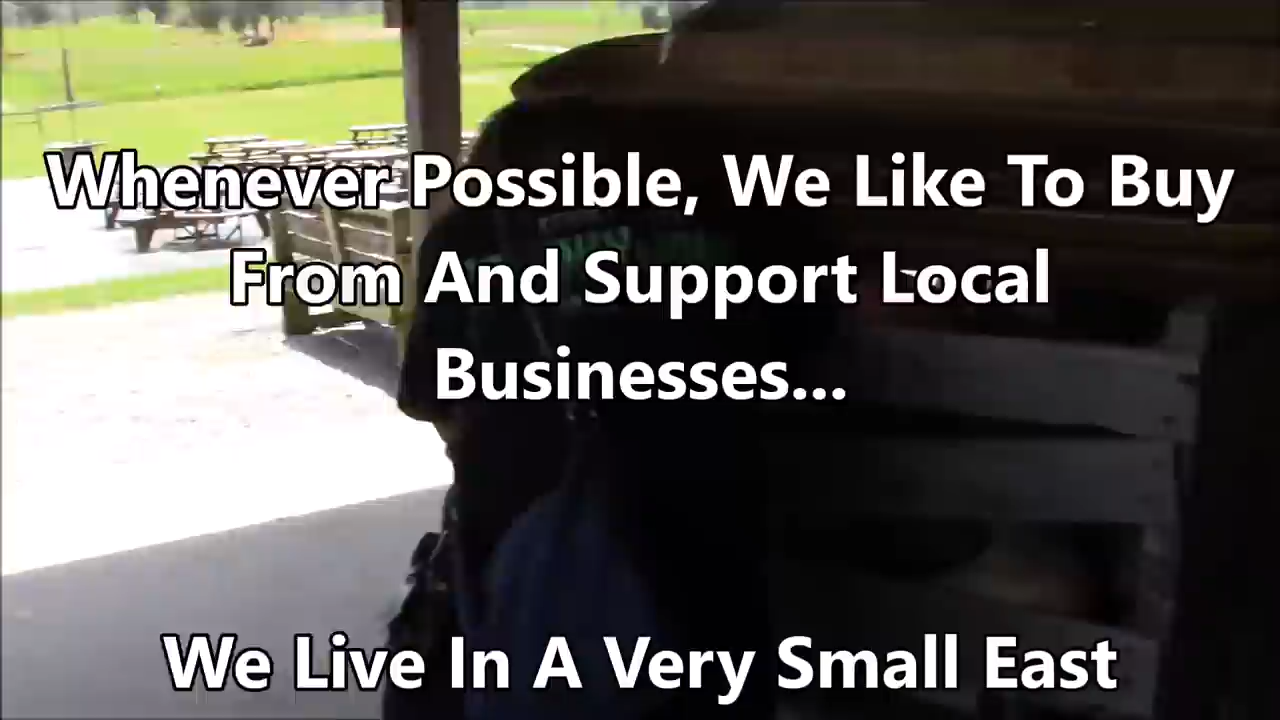 Whenever Possible, We Like To Buy
From And Support Local
Businesses...
We Live In A Very Small East